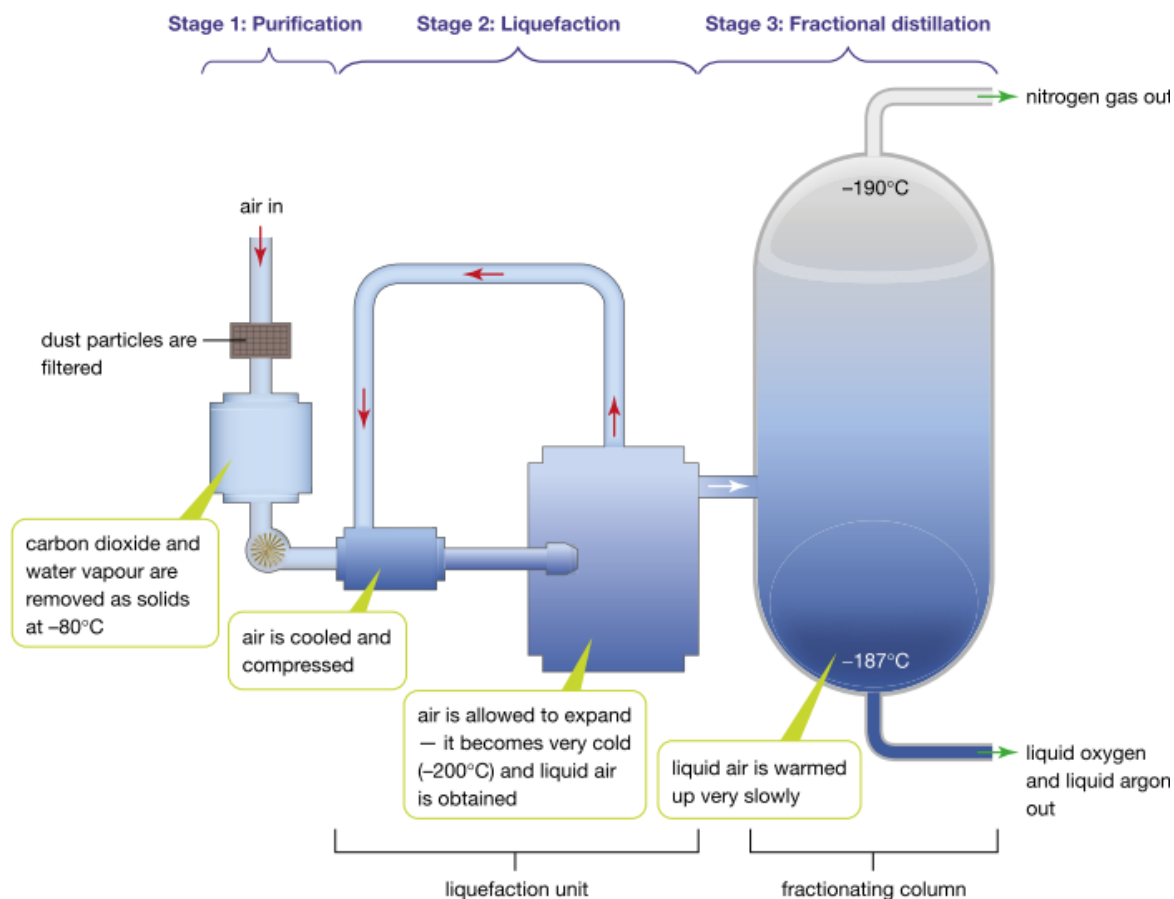 Stage 1: Purification
Stage 2: Liquefaction
Stage 3: Fractional distillation
nitrogen gas out
–190°C
air in
dust particles are
filtered
carbon dioxide and
water vapour are
removed as solids
at –80°C
air is cooled and
compressed
air is allowed to expand
— it becomes very cold
(–200°C) and liquid air
is obtained
–187°C
liquid air is warmed
up very slowly
liquid oxygen
and liquid argon
out
liquefaction unit
fractionating column